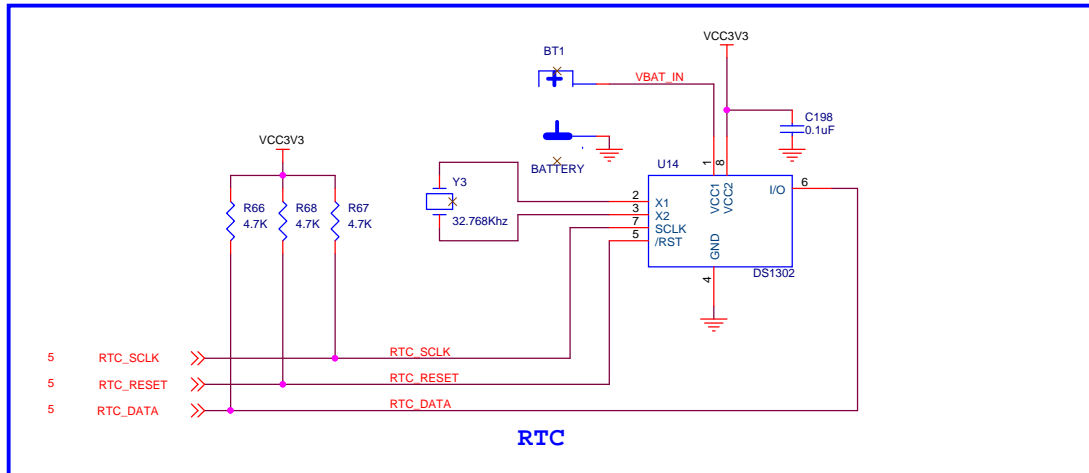 VCC3V3
BT1
VBAT_IN
C198
0.1uF
VCC3V3
BATTERY
U14
1
8
6
R66
4.7K
R68
4.7K
R67
4.7K
Y3
32.768Khz
2
3
7
5
X1
X2
SCLK
/RST
VCC1
VCC2
I/O
GND
4
DS1302
5 RTC_SCLK RTC_SCLK
5 RTC_RESET RTC_RESET
5 RTC_DATA RTC_DATA
RTC